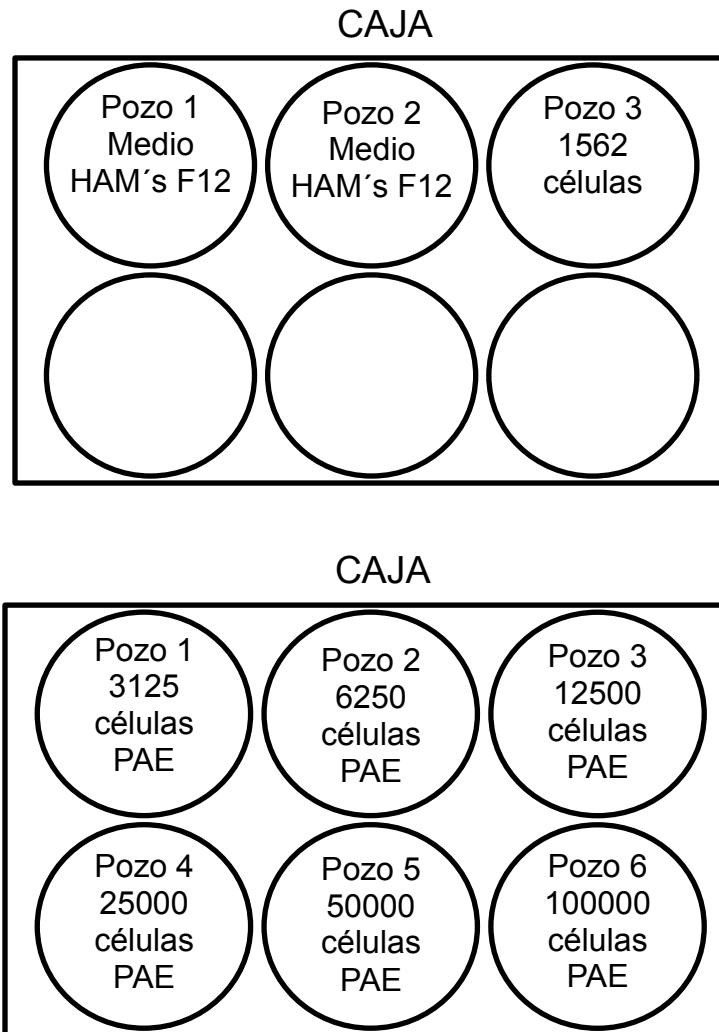 CAJA
Pozo 1
Medio
HAM´s F12
Pozo 2
Medio
HAM´s F12
Pozo 3
1562
células
CAJA
Pozo 1
3125
células
PAE
Pozo 2
6250
células
PAE
Pozo 3
12500
células
PAE
Pozo 4
25000
células
PAE
Pozo 5
50000
células
PAE
Pozo 6
100000
células
PAE